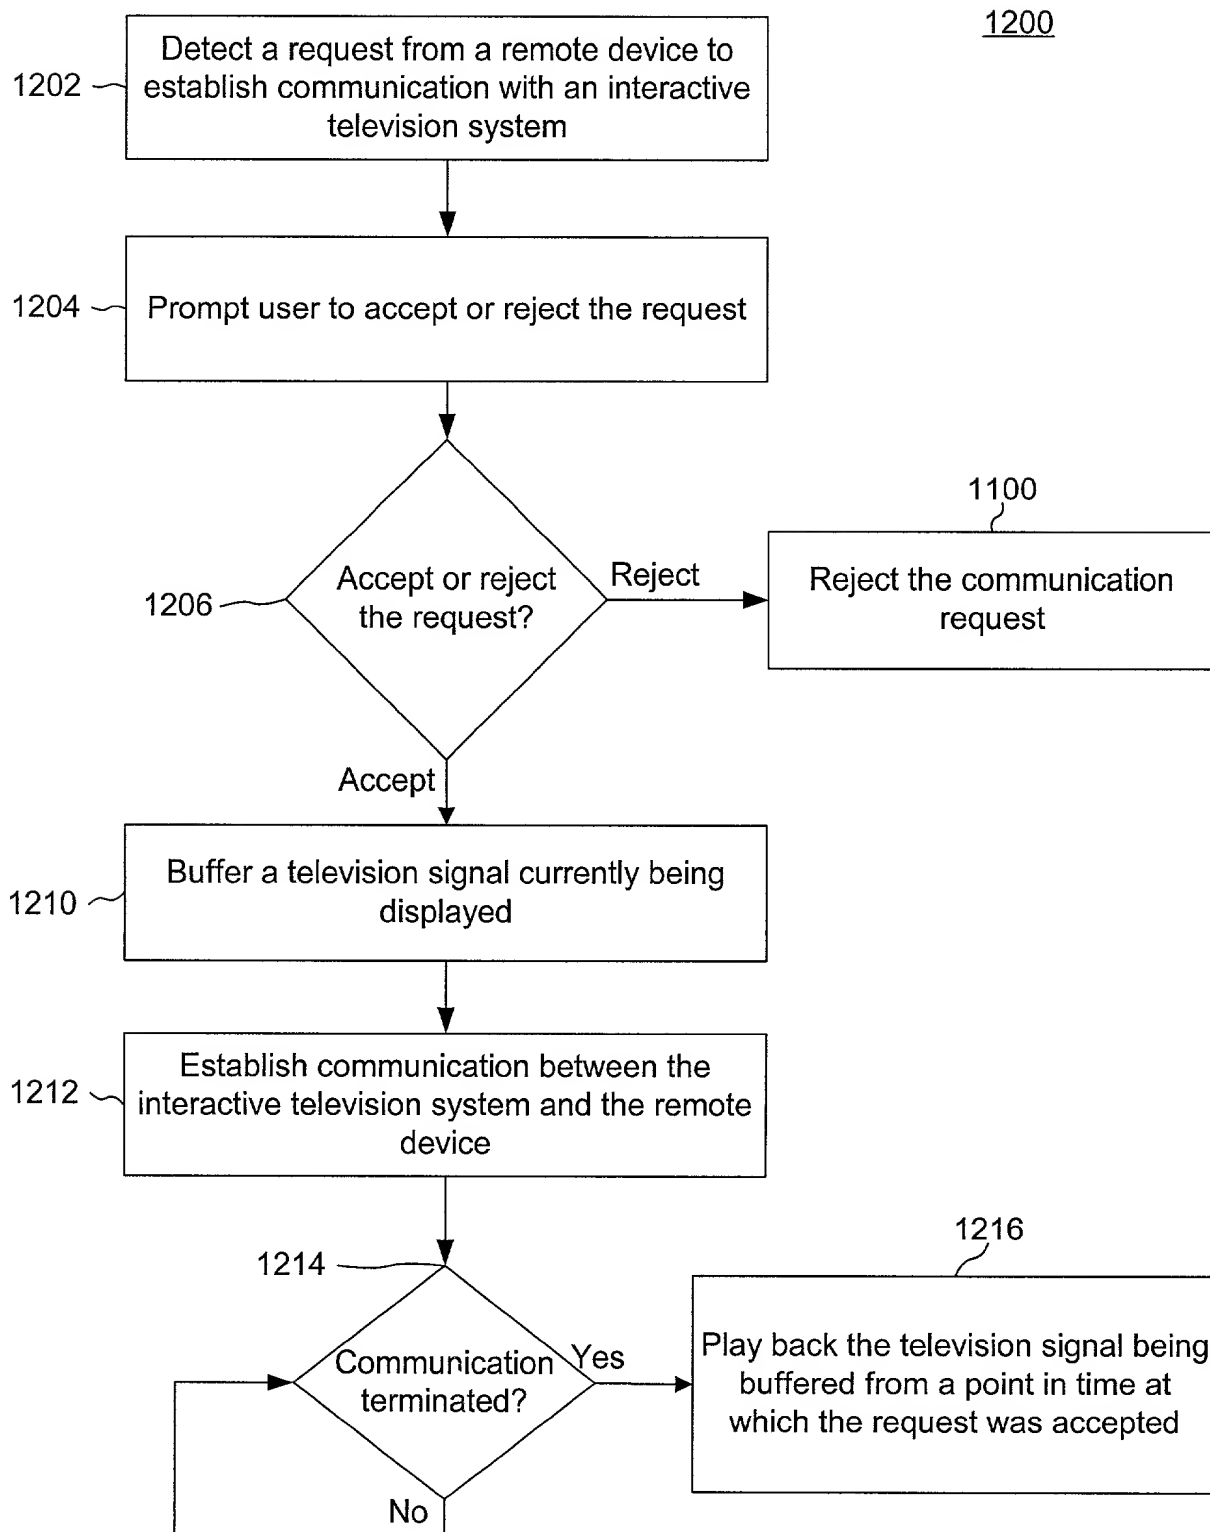 1200
Detect a request from a remote device to
establish communication with an interactive
television system
1202
Prompt user to accept or reject the request
1204
Accept or reject
the request?
1206
Reject
1100
Reject the communication
request
Accept
Buffer a television signal currently being
displayed
1210
Establish communication between the
interactive television system and the remote
device
1212
1214
Communication
terminated?
Yes
1216
Play back the television signal being
buffered from a point in time at
which the request was accepted
No